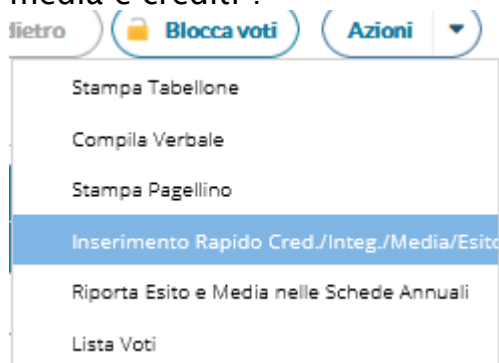 media e crediti".
dietro Blocca voti Azioni
Stampa Tabellone
Compila Verbale
Stampa Pagellino
Inserimento Rapido Cred./Integ./Media/Esito
Riporta Esito e Media nelle Schede Annuali
Lista Voti